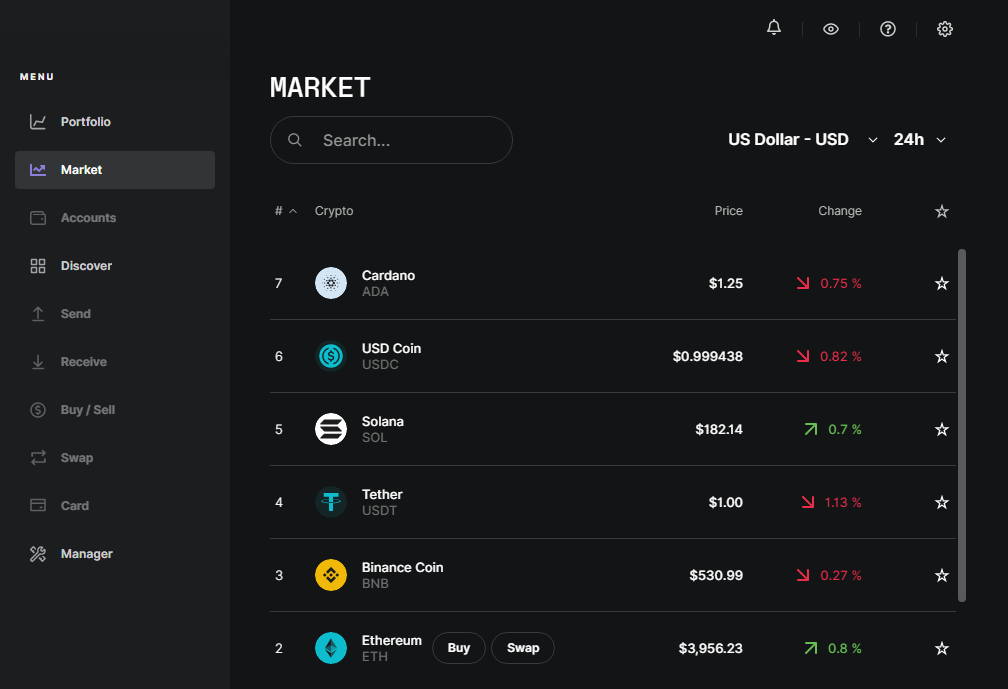 MENU
Portfolio
Market
Accounts
Discover
Send
Receive
Buy / Sell
Swap
Card
Manager
MARKET
Search...
US Dollar - USD 24h
# Crypto Price Change
7 Cardano $1.25 0.75 %
ADA
6 USD Coin $0.999438 0.82 %
USDC
5 Solana $182.14 0.7 %
SOL
4 Tether $1.00 1.13 %
USDT
3 Binance Coin $530.99 0.27 %
BNB
2 Ethereum Buy Swap $3,956.23 0.8 %
ETH